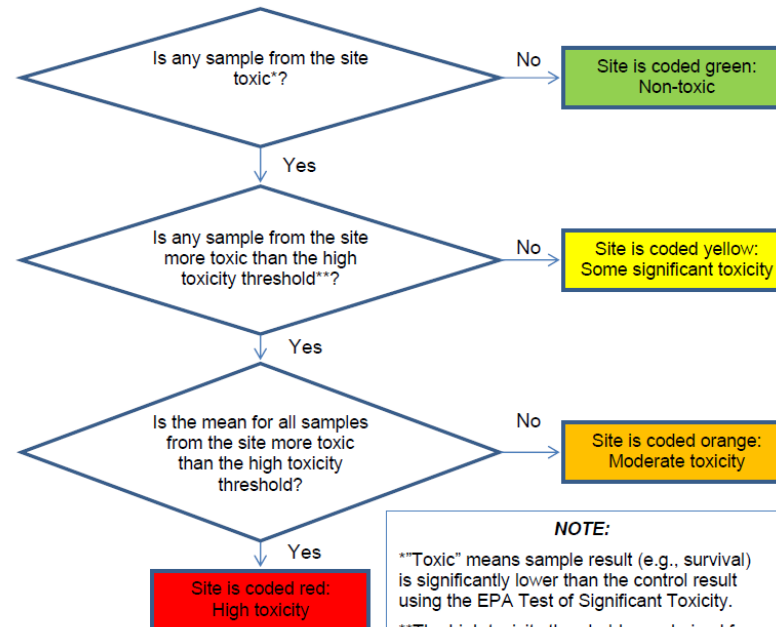 Is any sample from the site
toxic*?
No
Site is coded green:
Non-toxic
Yes
Is any sample from the site
more toxic than the high
toxicity threshold**?
No
Site is coded yellow:
Some significant toxicity
Yes
Is the mean for all samples
from the site more toxic
than the high toxicity
threshold?
No
Site is coded orange:
Moderate toxicity
Yes
Site is coded red:
High toxicity
NOTE:
*"Toxic" means sample result (e.g., survival)
is significantly lower than the control result
using the EPA Test of Significant Toxicity.